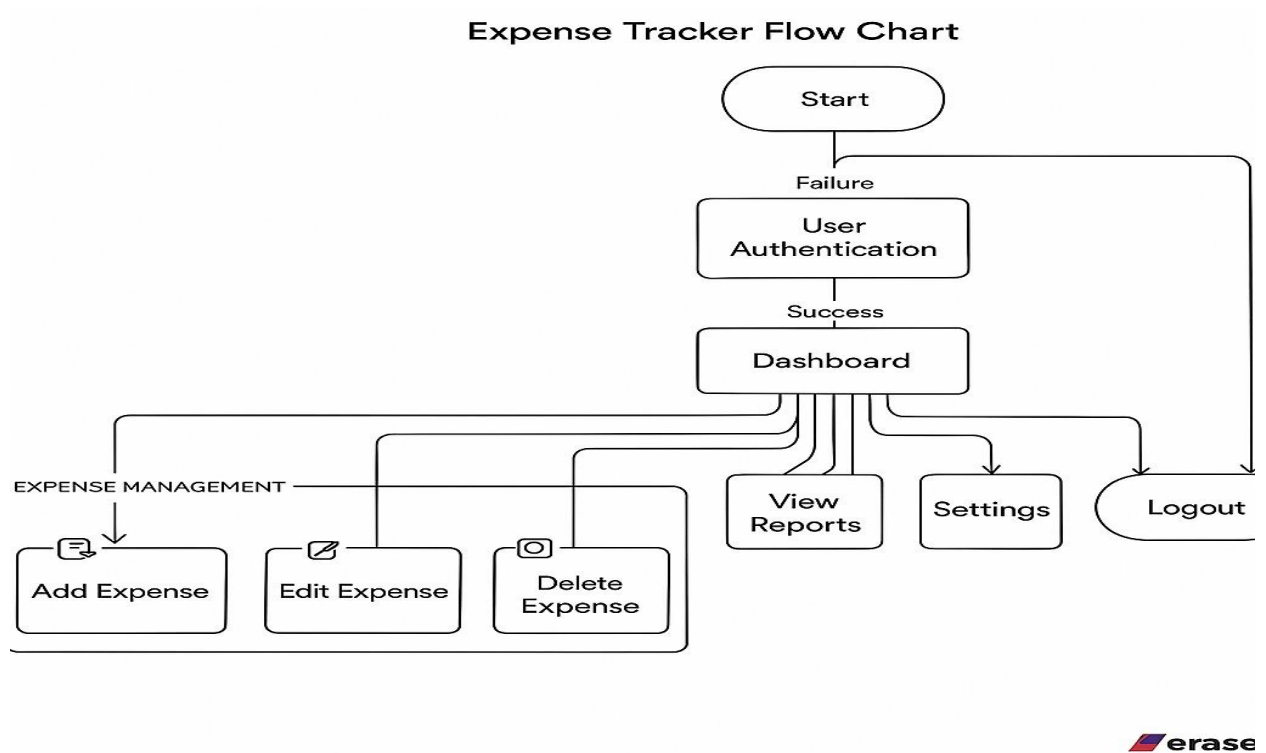 Expense Tracker Flow Chart
Start
Failure
User
Authentication
Success
Dashboard
EXPENSE MANAGEMENT
Add Expense
Edit Expense
Delete
Expense
View
Reports
Settings
Logout
erase